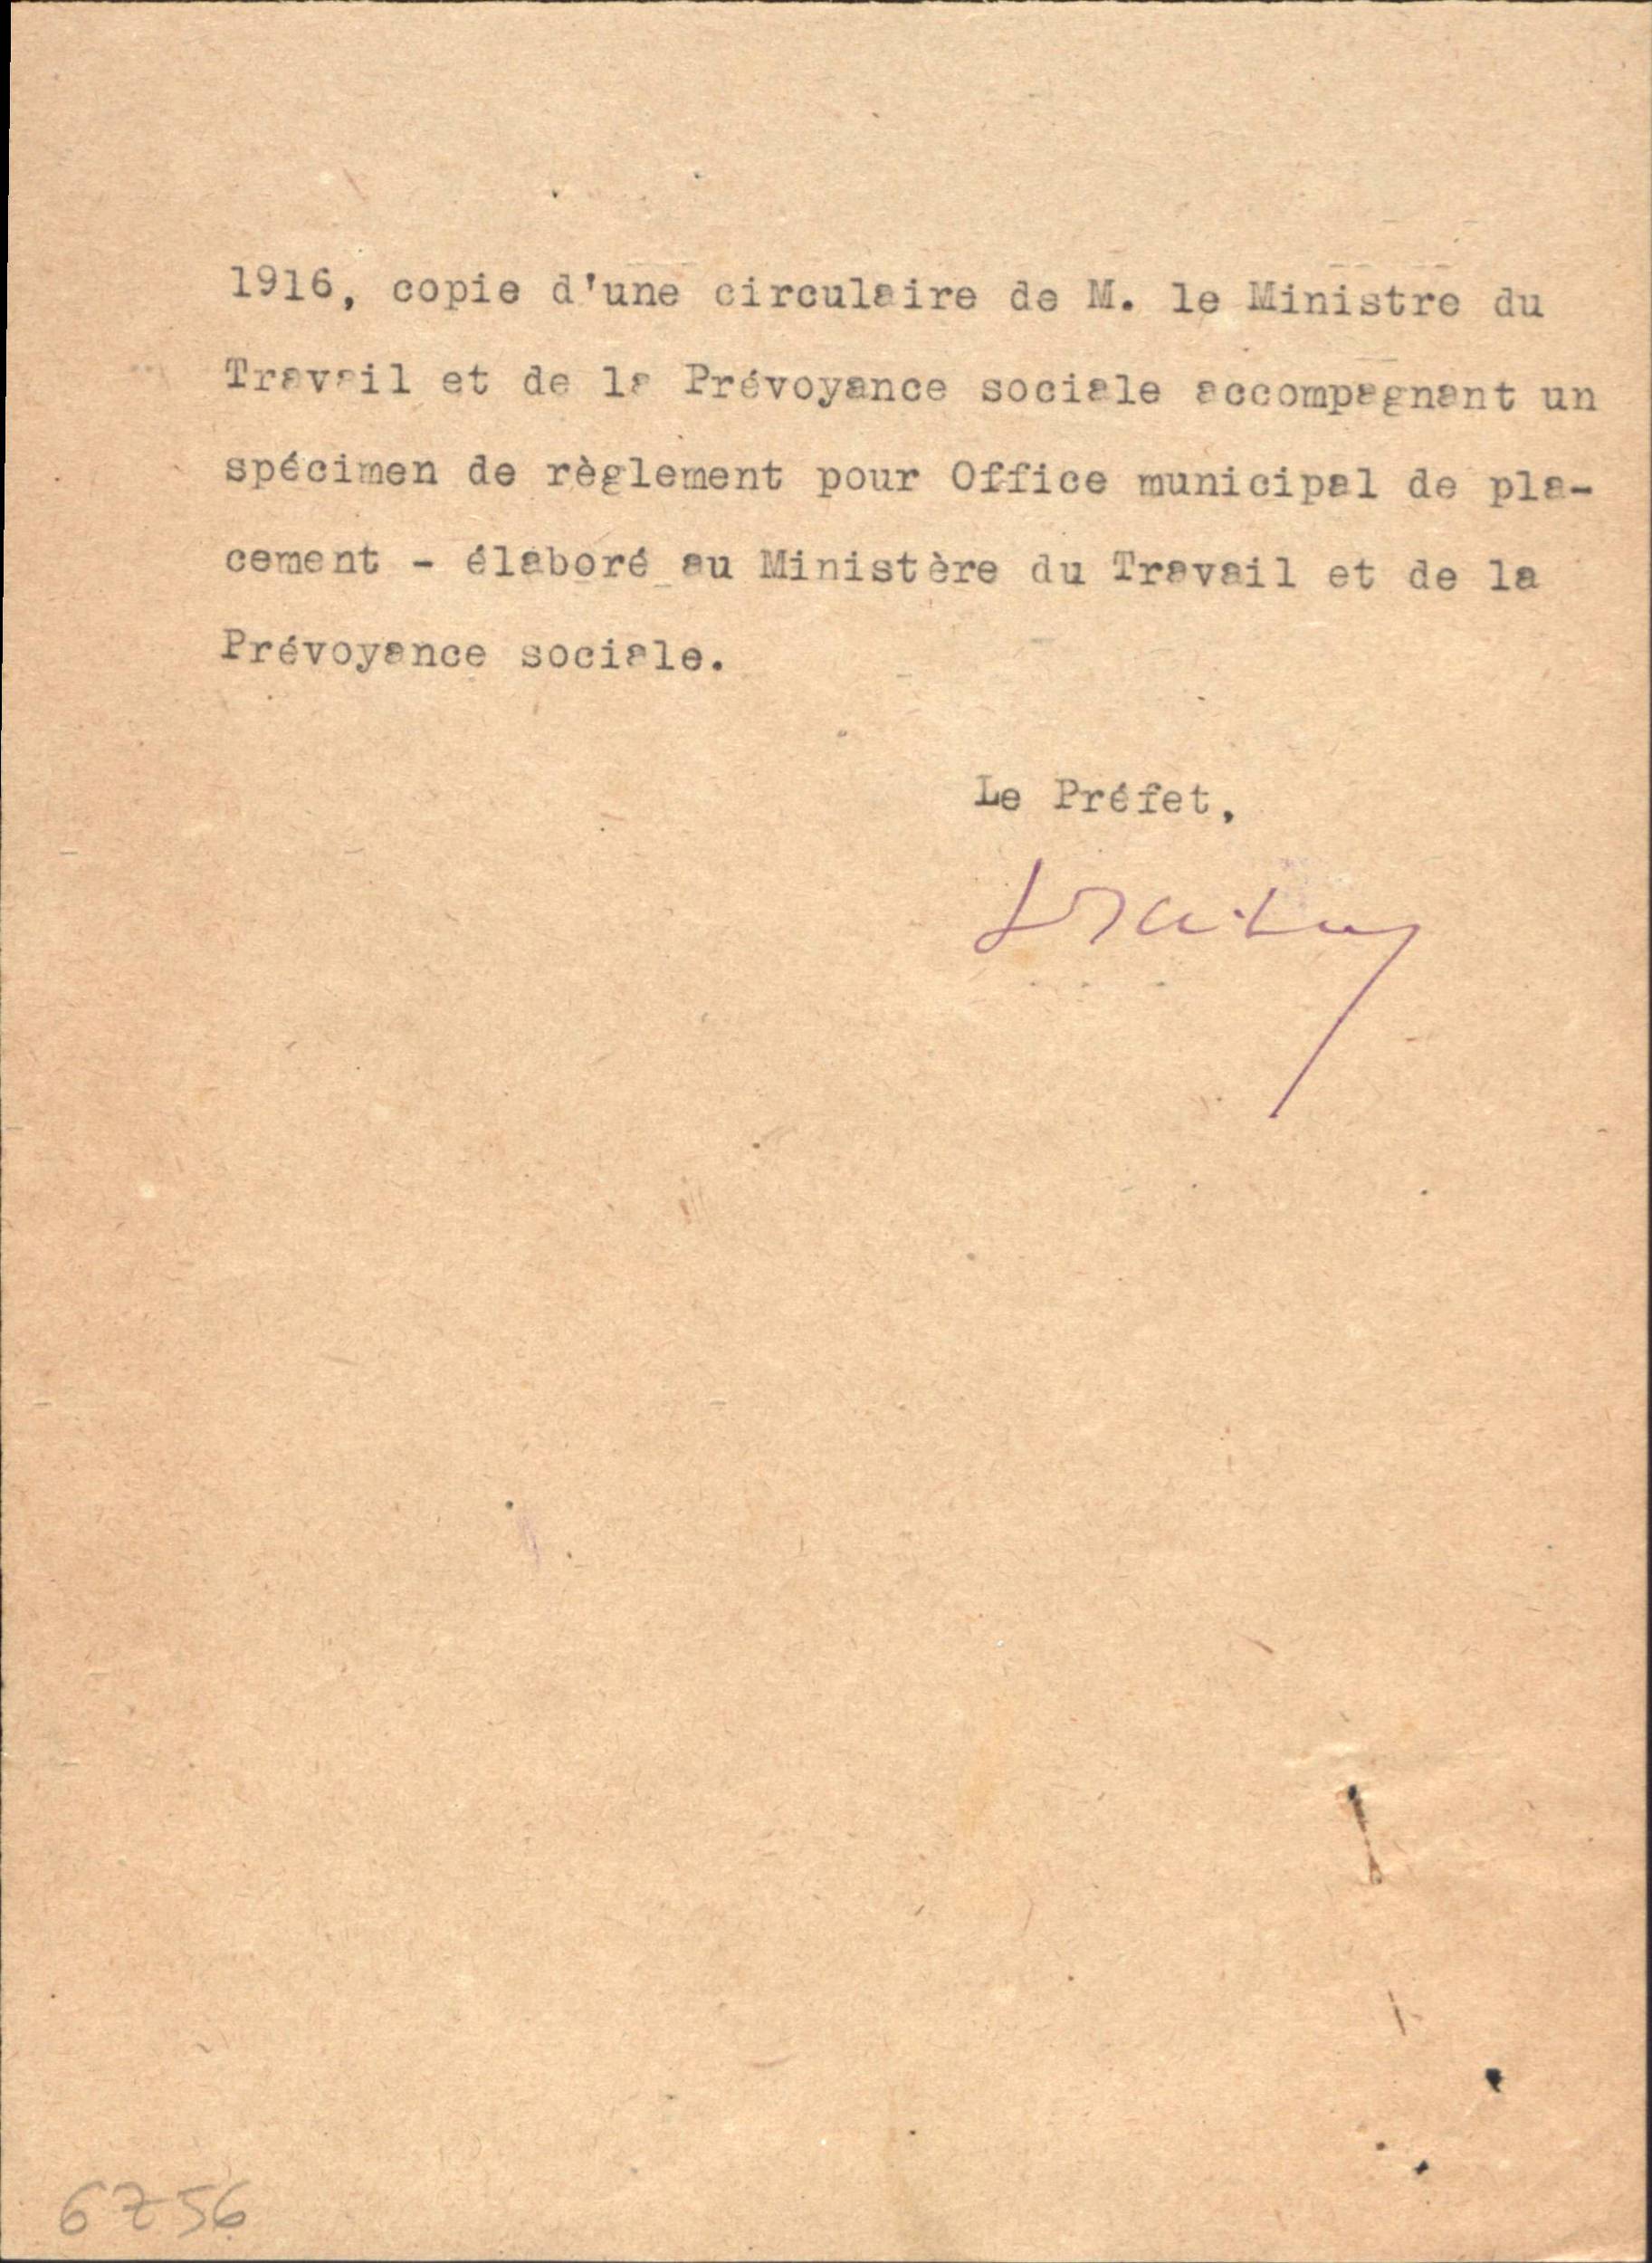 1916, copie d'une circulaire de M. le Ministre du
Travail et de la Prévoyance sociale accompagnant un
spécimen de règlement pour Office municipal de pla-
cement - élaboré au Ministère du Travail et de la
Prévoyance sociale.
Le Préfet,
6Z56